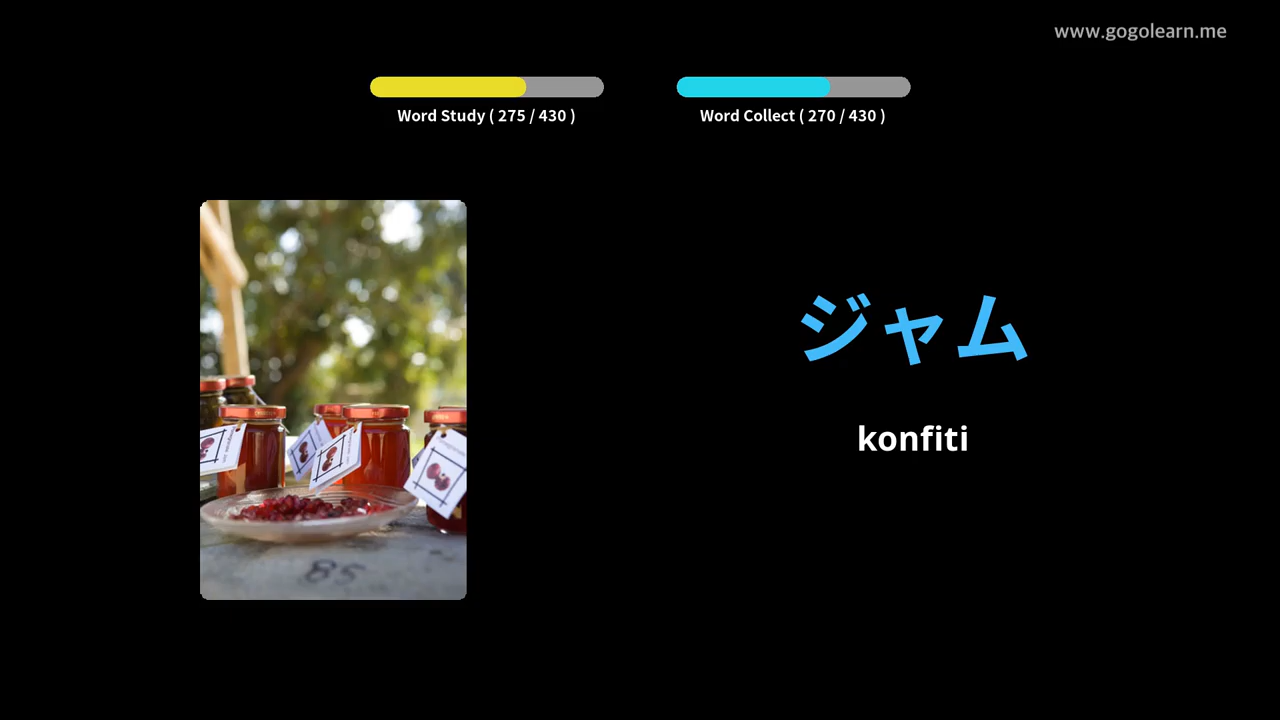 www.gogolearn.me
Word Study ( 275 / 430 )
Word Collect ( 270 / 430 )
ジャム
konfiti
85